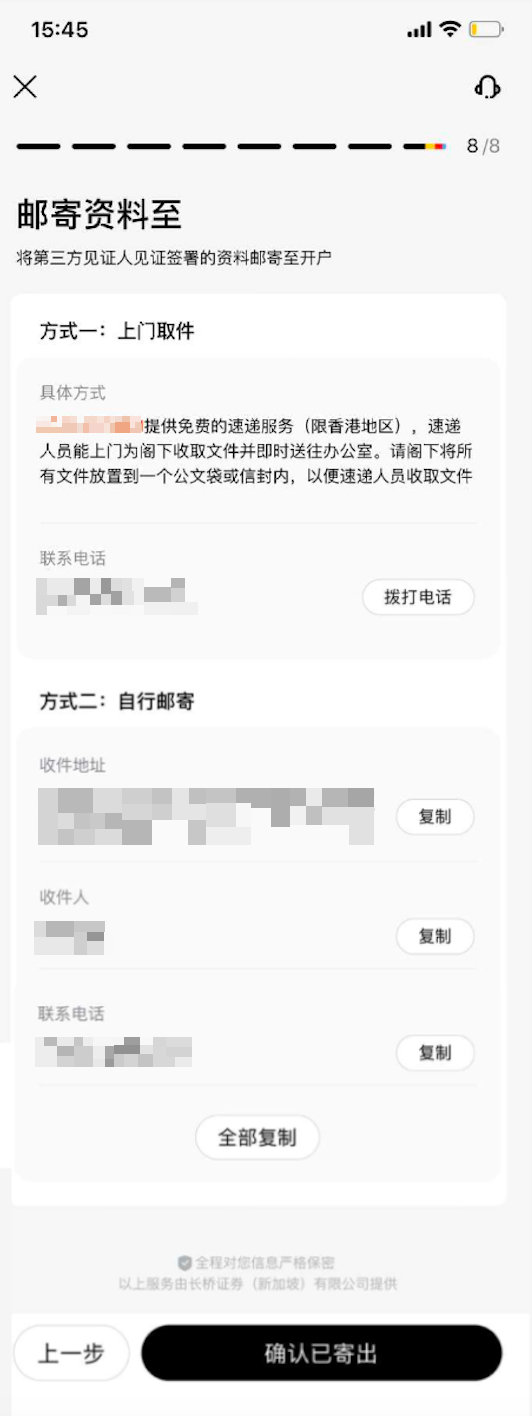 15:45
8/8
邮寄资料至
将第三方见证人见证签署的资料邮寄至开户
方式一：上门取件
具体方式
提供免费的速递服务（限香港地区），速递
人员能上门为阁下收取文件并即时送往办公室。请阁下将所
有文件放置到一个公文袋或信封内，以便速递人员收取文件
联系电话
拨打电话
方式二：自行邮寄
收件地址
复制
收件人
复制
联系电话
复制
全部复制
全程对您信息严格保密
以上服务由长桥证券（新加坡）有限公司提供
上一步
确认已寄出